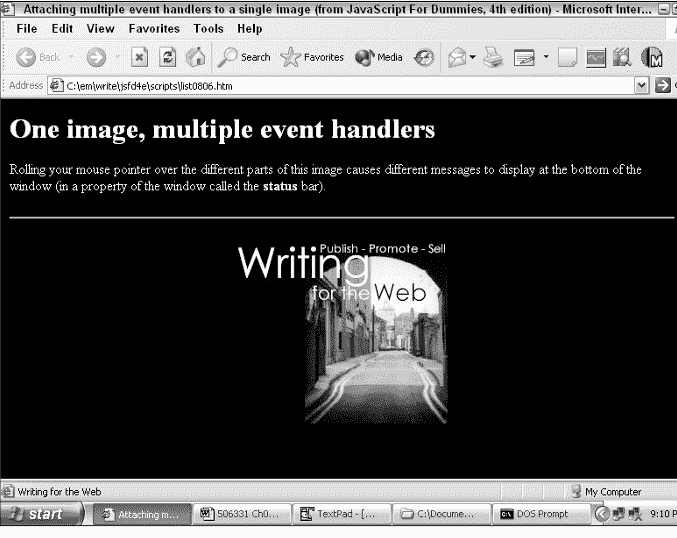 Attaching multiple event handlers to a single image (from JavaScript For Dummies, 4th edition) - Microsoft Inter...
File Edit View Favorites Tools Help
Back Search Favorites Media
Address C:\em\write\jsfd4e\scripts\list0806.htm
One image, multiple event handlers
Rolling your mouse pointer over the different parts of this image causes different messages to display at the bottom of the
window (in a property of the window called the status bar).
Publish - Promote - Sell
Writing
for the Web
Writing for the Web My Computer
start Attaching m... 506331 Ch0... TextPad - [... C:\Docume... DOS Prompt 9:10 P